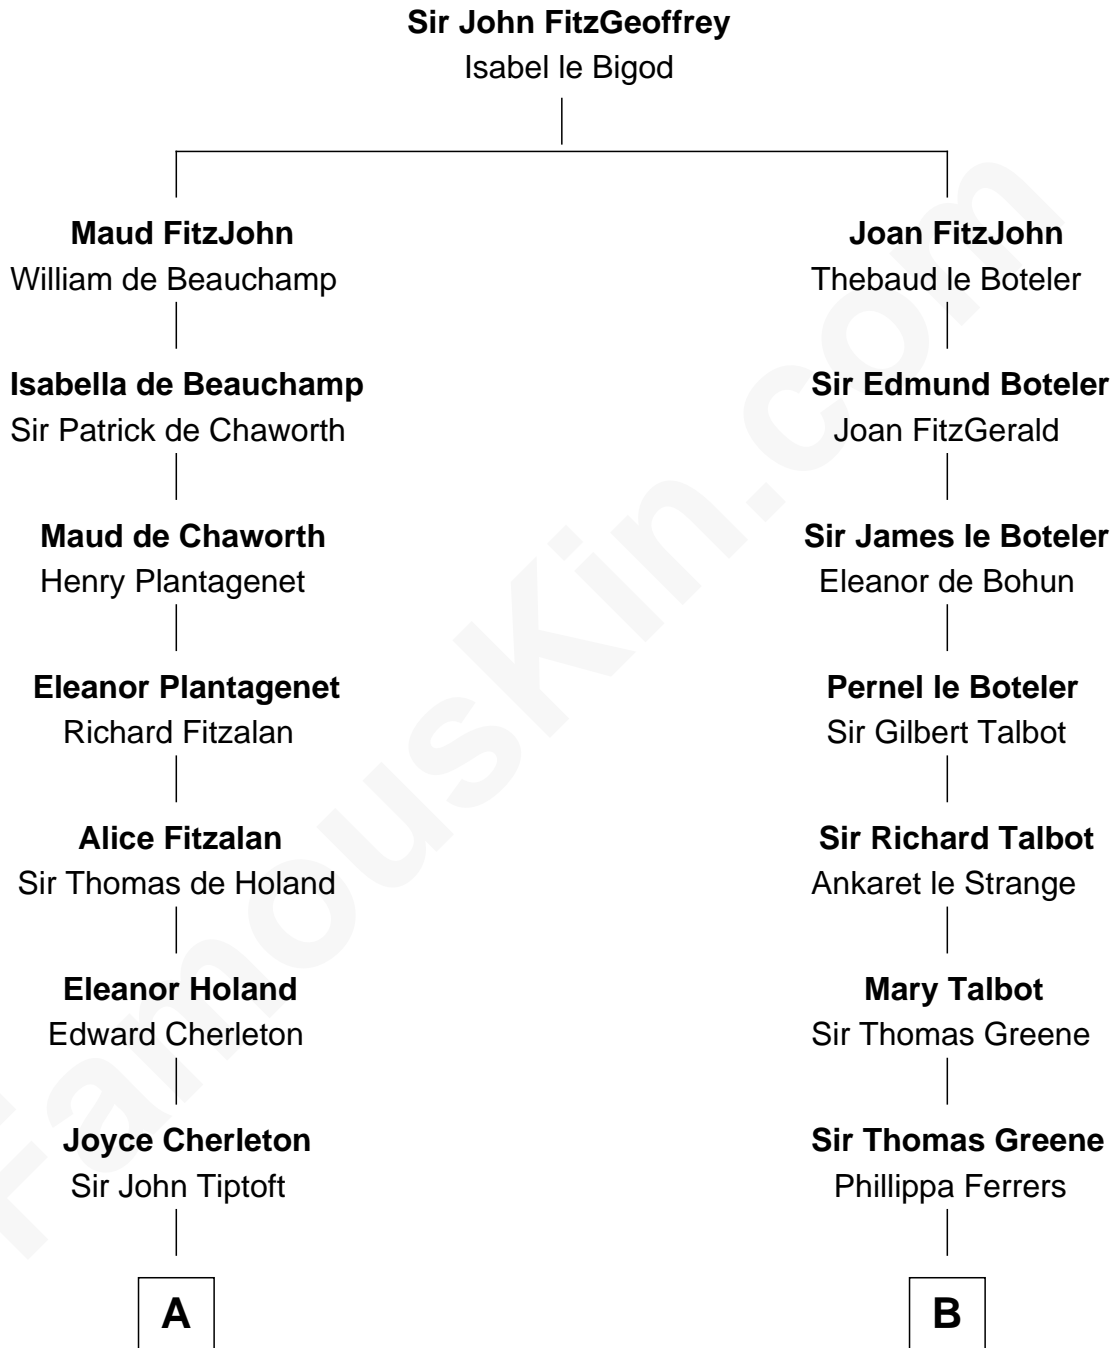 Sir John FitzGeoffrey
Isabel le Bigod
Maud FitzJohn
William de Beauchamp
Joan FitzJohn
Thebaud le Boteler
Isabella de Beauchamp
Sir Patrick de Chaworth
Sir Edmund Boteler
Joan FitzGerald
Maud de Chaworth
Henry Plantagenet
Sir James le Boteler
Eleanor de Bohun
Eleanor Plantagenet
Richard Fitzalan
Pernel le Boteler
Sir Gilbert Talbot
Alice Fitzalan
Sir Thomas de Holand
Sir Richard Talbot
Ankaret le Strange
Eleanor Holand
Edward Cherleton
Mary Talbot
Sir Thomas Greene
Joyce Cherleton
Sir John Tiptoft
Sir Thomas Greene
Phillippa Ferrers
A
B
FamousKin.com